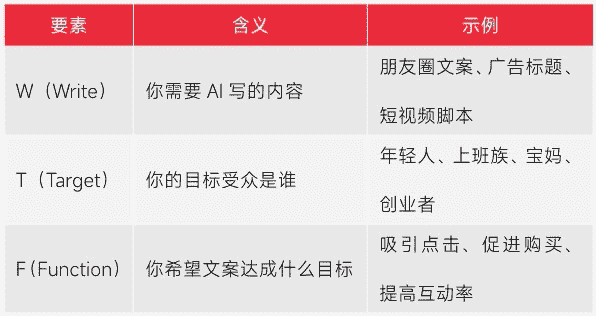 要素 含义 示例
W（Write） 你需要 AI 写的内容 朋友圈文案、广告标题、
短视频脚本
T（Target） 你的目标受众是谁 年轻人、上班族、宝妈、
创业者
F(Function） 你希望文案达成什么目标 吸引点击、促进购买、
提高互动率